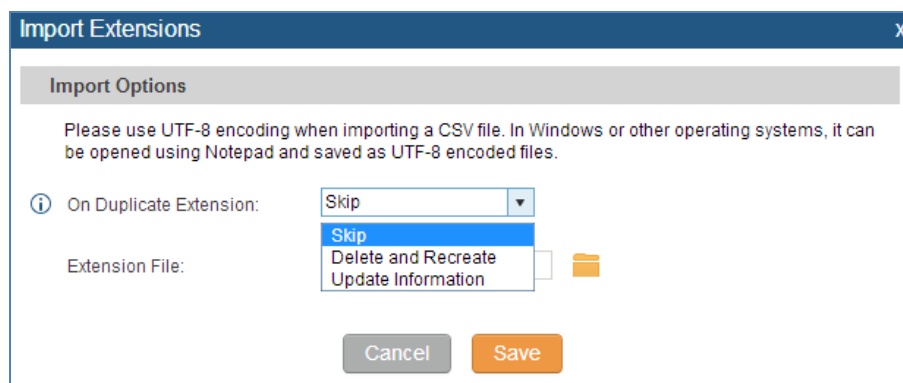 Import Extensions x
Import Options
Please use UTF-8 encoding when importing a CSV file. In Windows or other operating systems, it can
be opened using Notepad and saved as UTF-8 encoded files.
On Duplicate Extension: Skip
Skip
Delete and Recreate
Extension File:
Update Information
Cancel Save